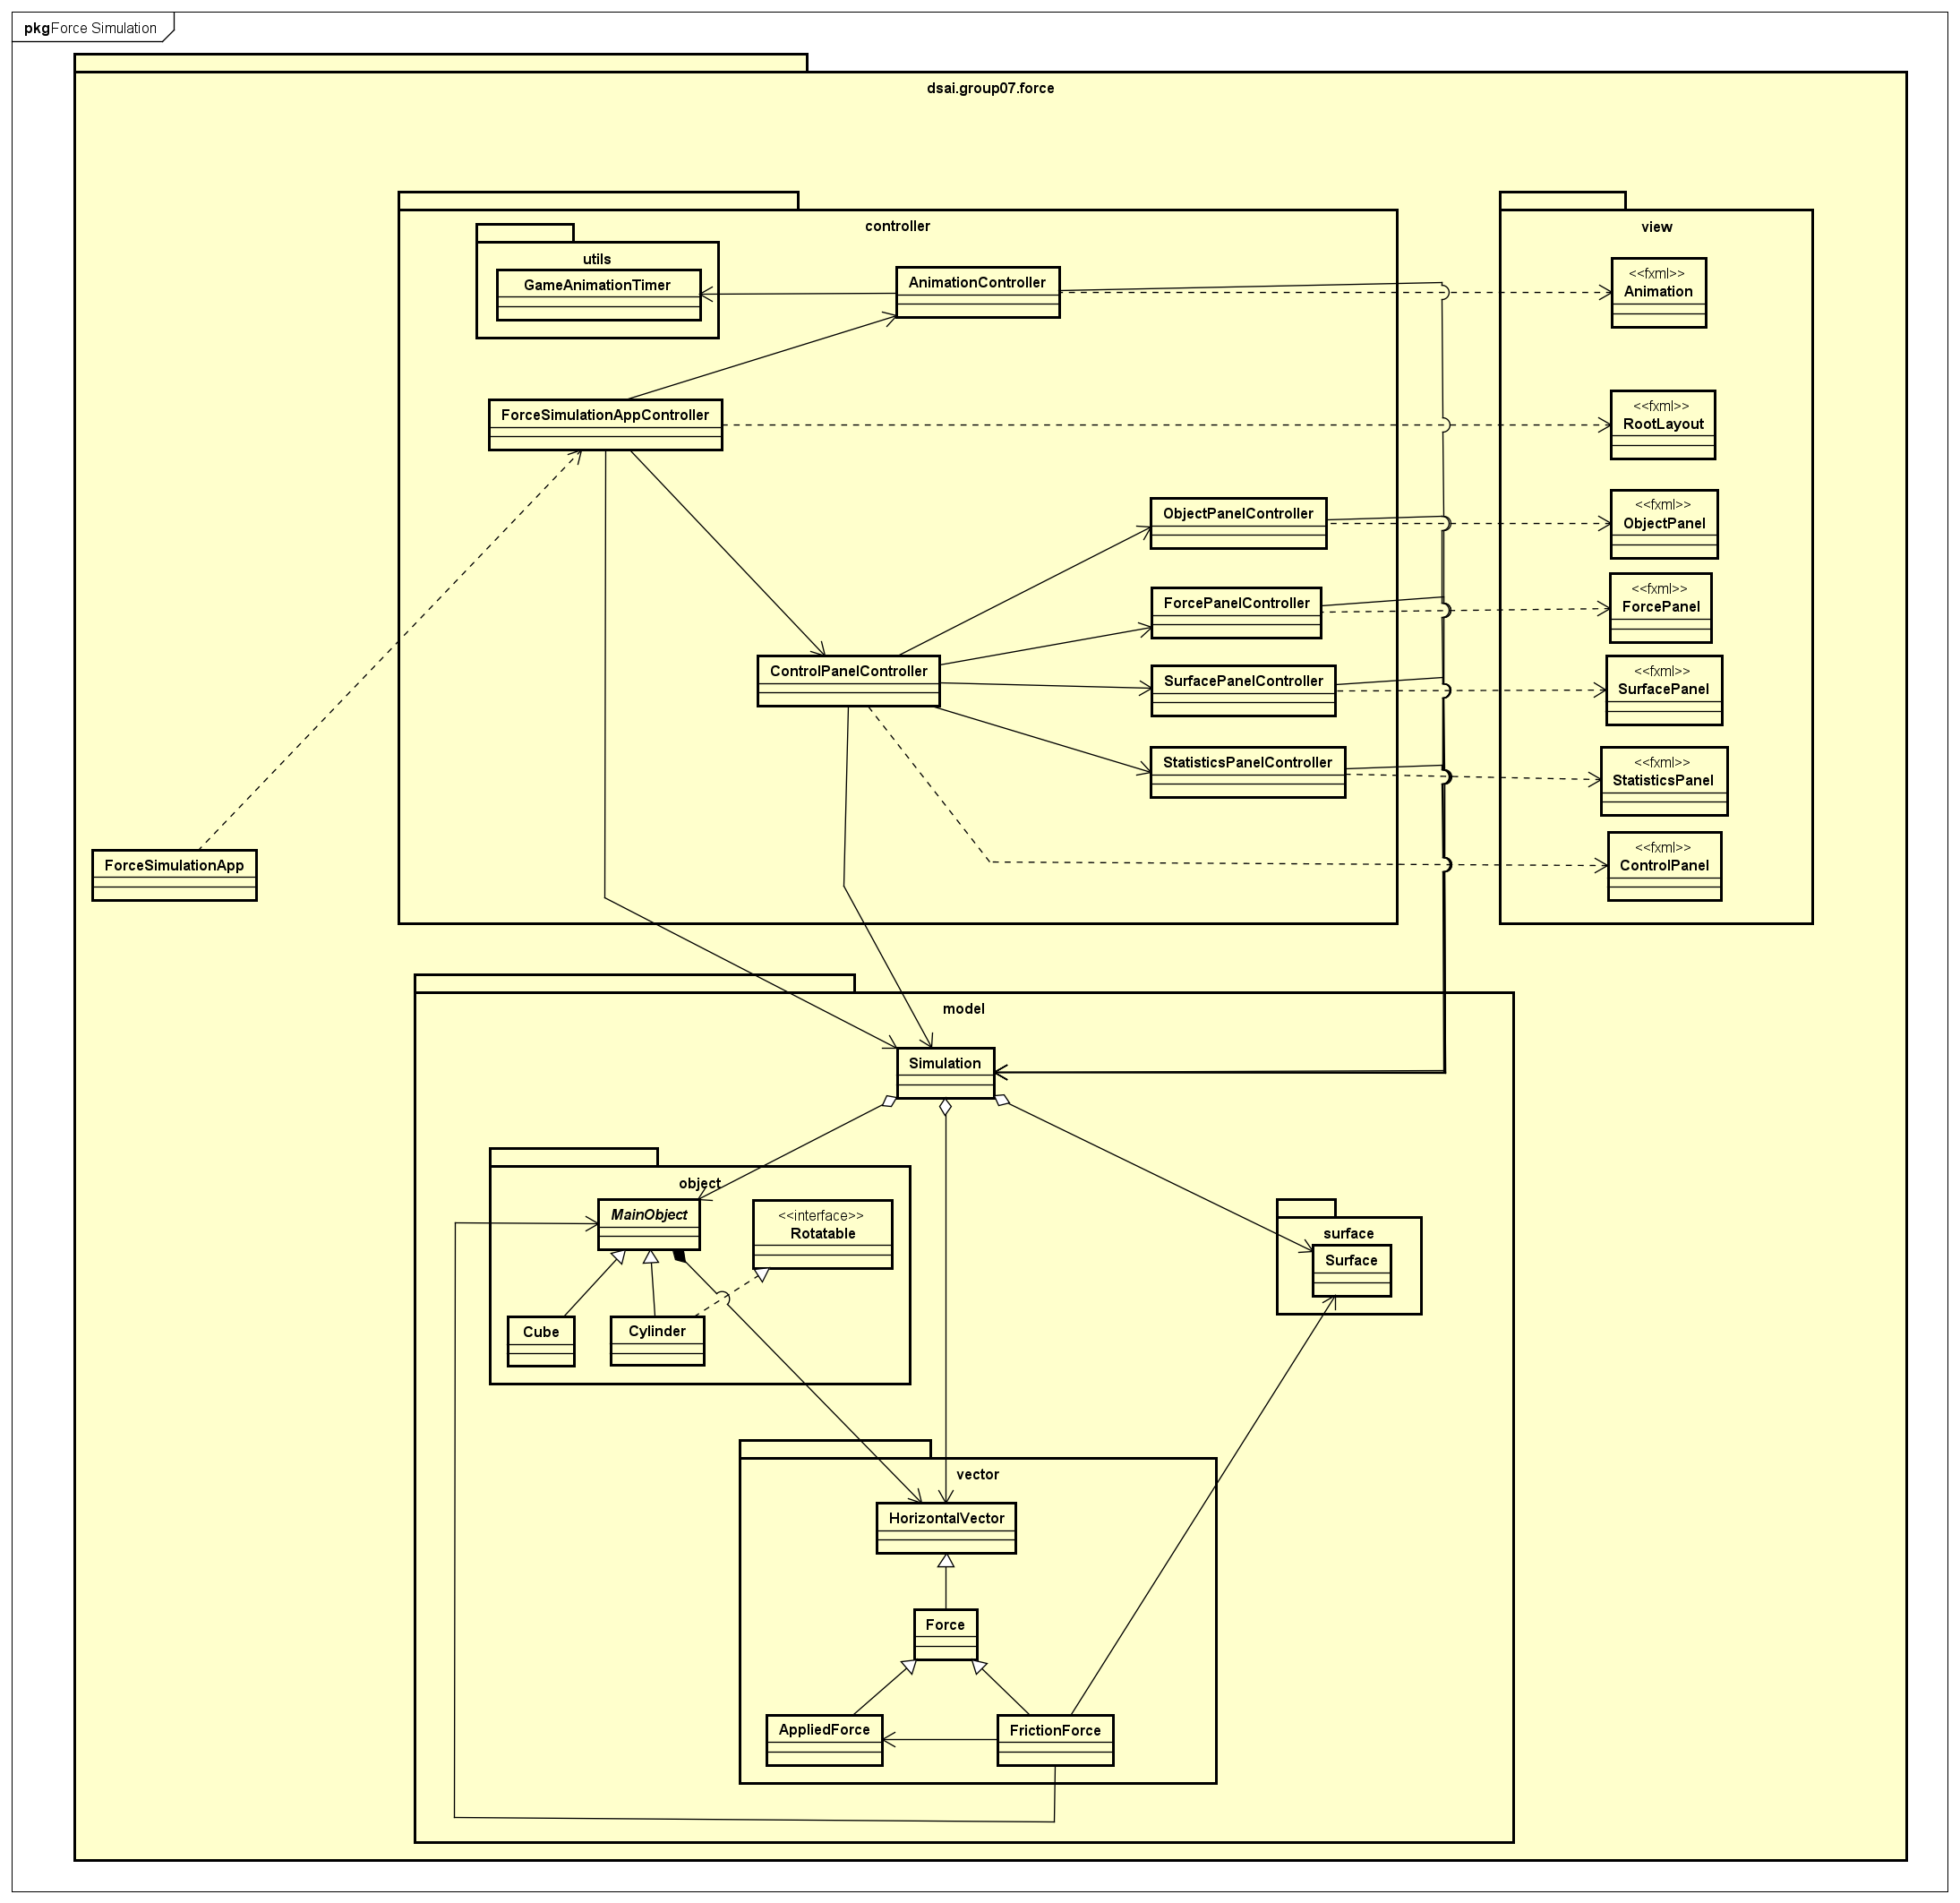 pkg Force Simulation
dsai.group07.force
controller
view
utils
GameAnimationTimer
AnimationController
<<fxml>>
Animation
ForceSimulationAppController
<<fxml>>
RootLayout
ObjectPanelController
<<fxml>>
ObjectPanel
ForcePanelController
<<fxml>>
ForcePanel
ControlPanelController
SurfacePanelController
<<fxml>>
SurfacePanel
StatisticsPanelController
<<fxml>>
StatisticsPanel
ForceSimulationApp
<<fxml>>
ControlPanel
model
Simulation
object
MainObject
<<interface>>
Rotatable
surface
Surface
Cube
Cylinder
vector
HorizontalVector
Force
AppliedForce
FrictionForce